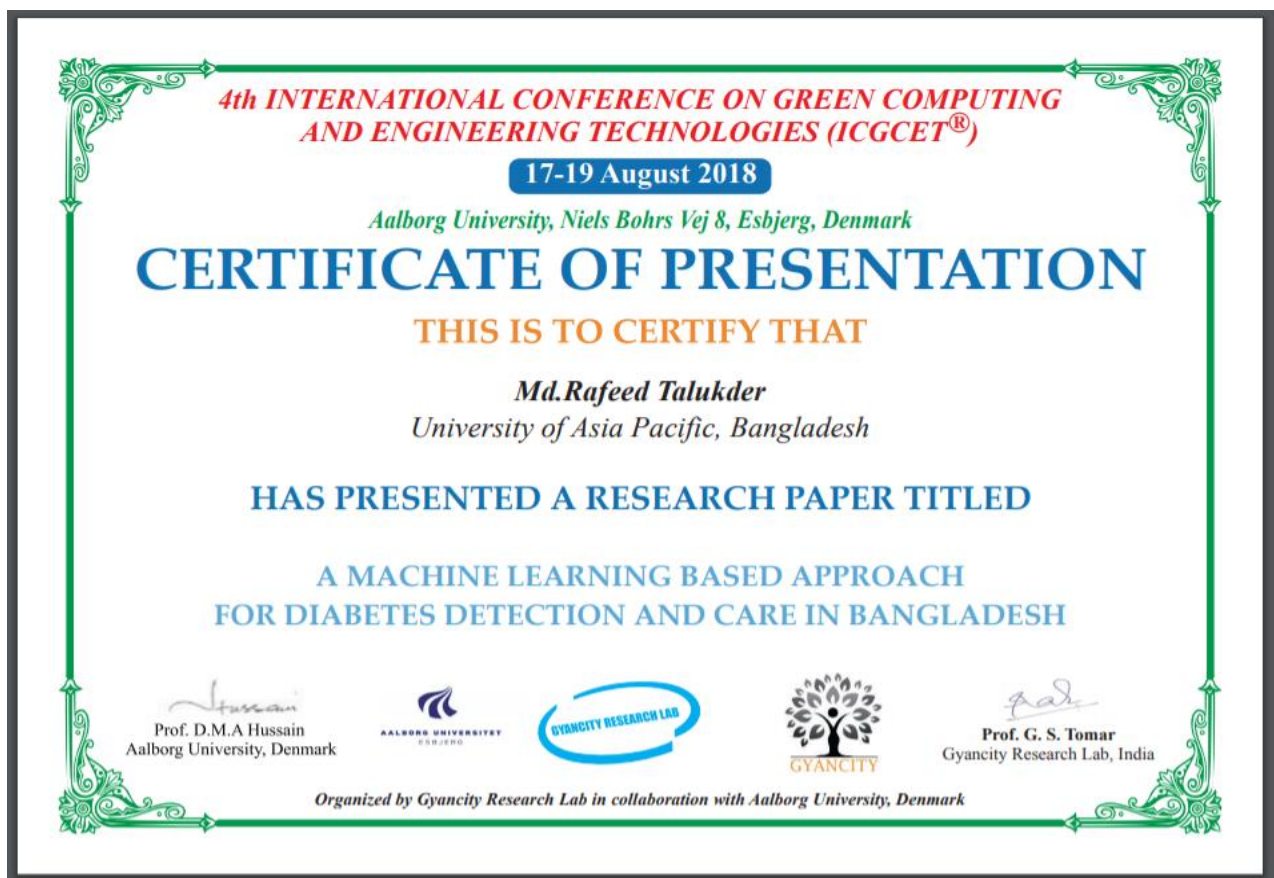 4th INTERNATIONAL CONFERENCE ON GREEN COMPUTING
AND ENGINEERING TECHNOLOGIES (ICGCET®)
17-19 August 2018
Aalborg University, Niels Bohrs Vej 8, Esbjerg, Denmark
CERTIFICATE OF PRESENTATION
THIS IS TO CERTIFY THAT
Md.Rafeed Talukder
University of Asia Pacific, Bangladesh
HAS PRESENTED A RESEARCH PAPER TITLED
A MACHINE LEARNING BASED APPROACH
FOR DIABETES DETECTION AND CARE IN BANGLADESH
Hussain
Prof. D.M.A Hussain
Aalborg University, Denmark
AALBORG UNIVERSITET
ESBJERG
GYANCITY RESEARCH LAB
GYANCITY
Prof. G. S. Tomar
Gyancity Research Lab, India
Organized by Gyancity Research Lab in collaboration with Aalborg University, Denmark